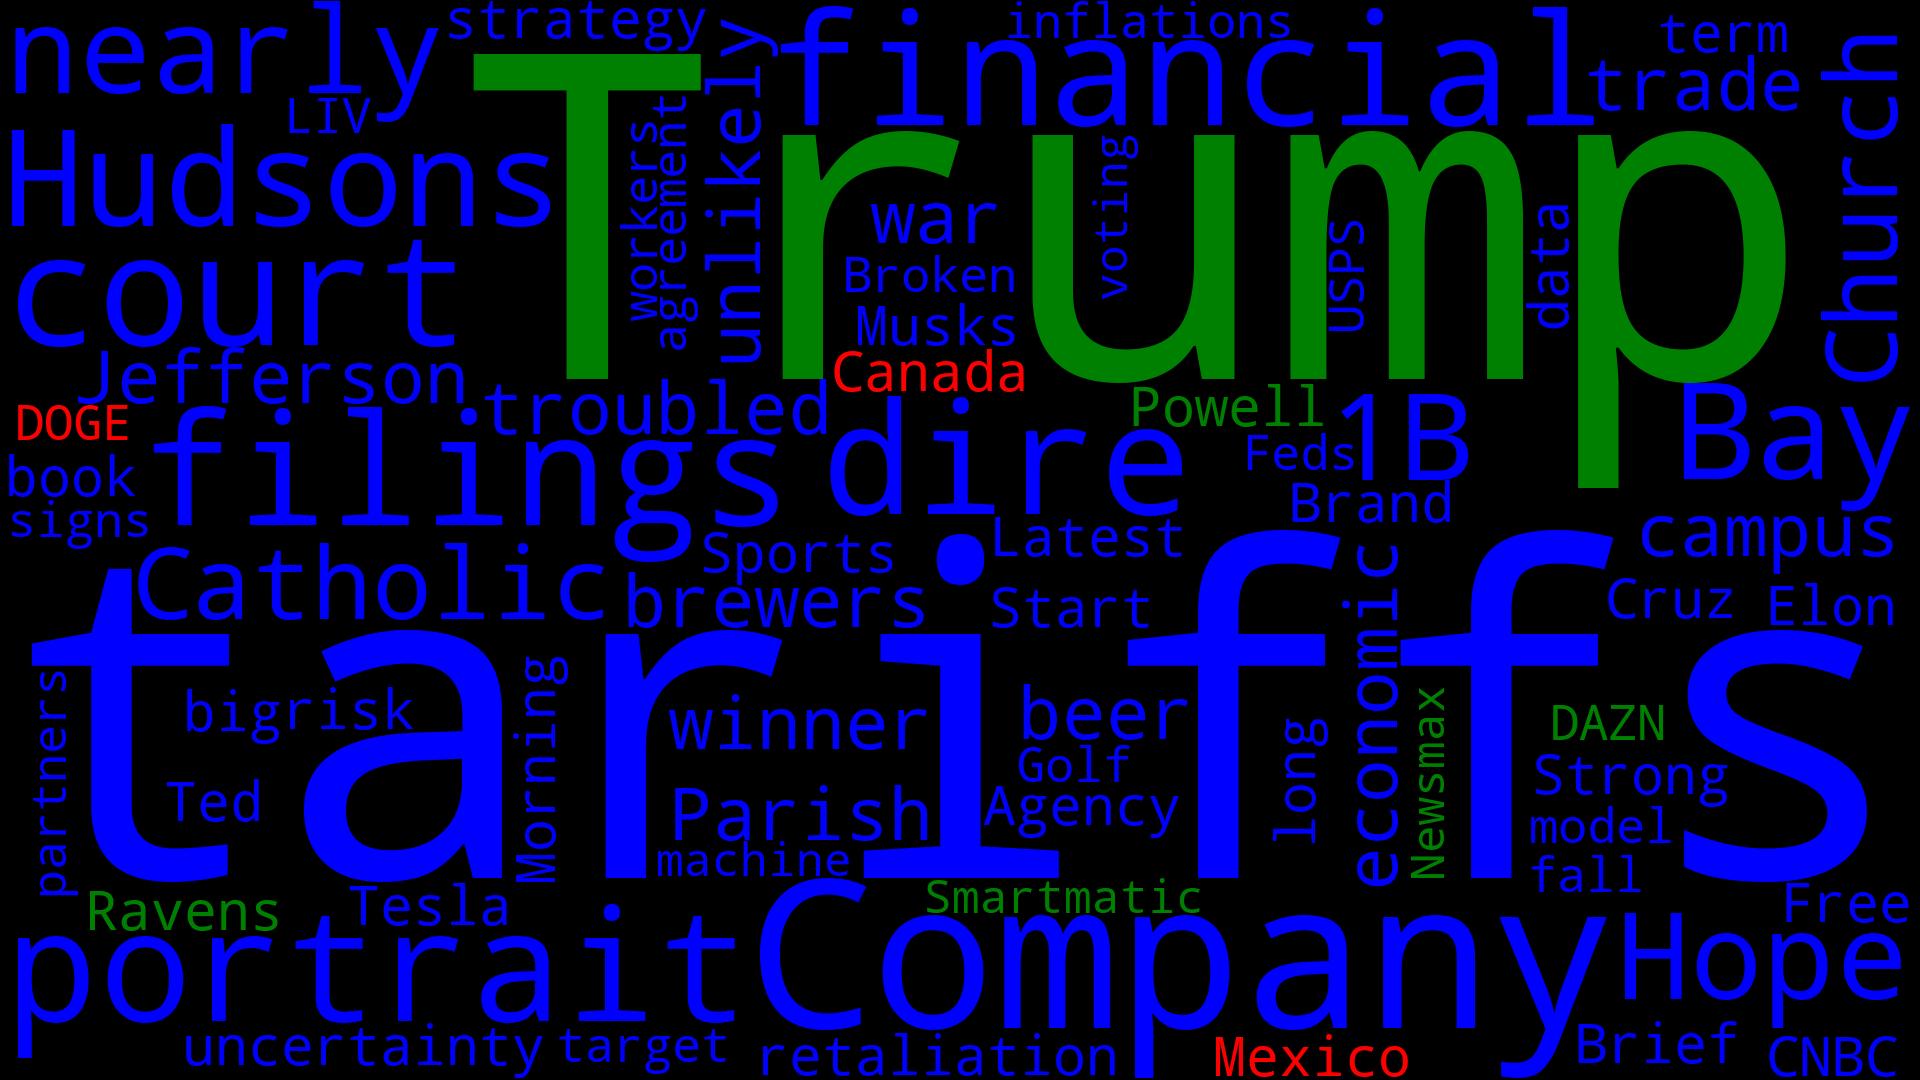 nearly
strategy
financial
inflations
term
trade
Church
LIV
Trump
unlikely
Hudsons
workers
agreement
war
voting
USPS
data
court
Broken
Musks
Canada
Jefferson
DOGE
troubled
Powell
1B
Bay
filings
dire
Feds
book
signs
Brand
Latest
campus
Sports
Catholic
brewers
Start
economic
Cruz
Elon
tariffs
partners
bigrisk
Morning
winner
beer
long
Newsmax
DAZN
Golf
Strong
Ted
Parish
Agency
model
machine
fall
Ravens
Tesla
Smartmatic
Free
portrait
Company
Hope
uncertainty
target
retaliation
Mexico
Brief
CNBC